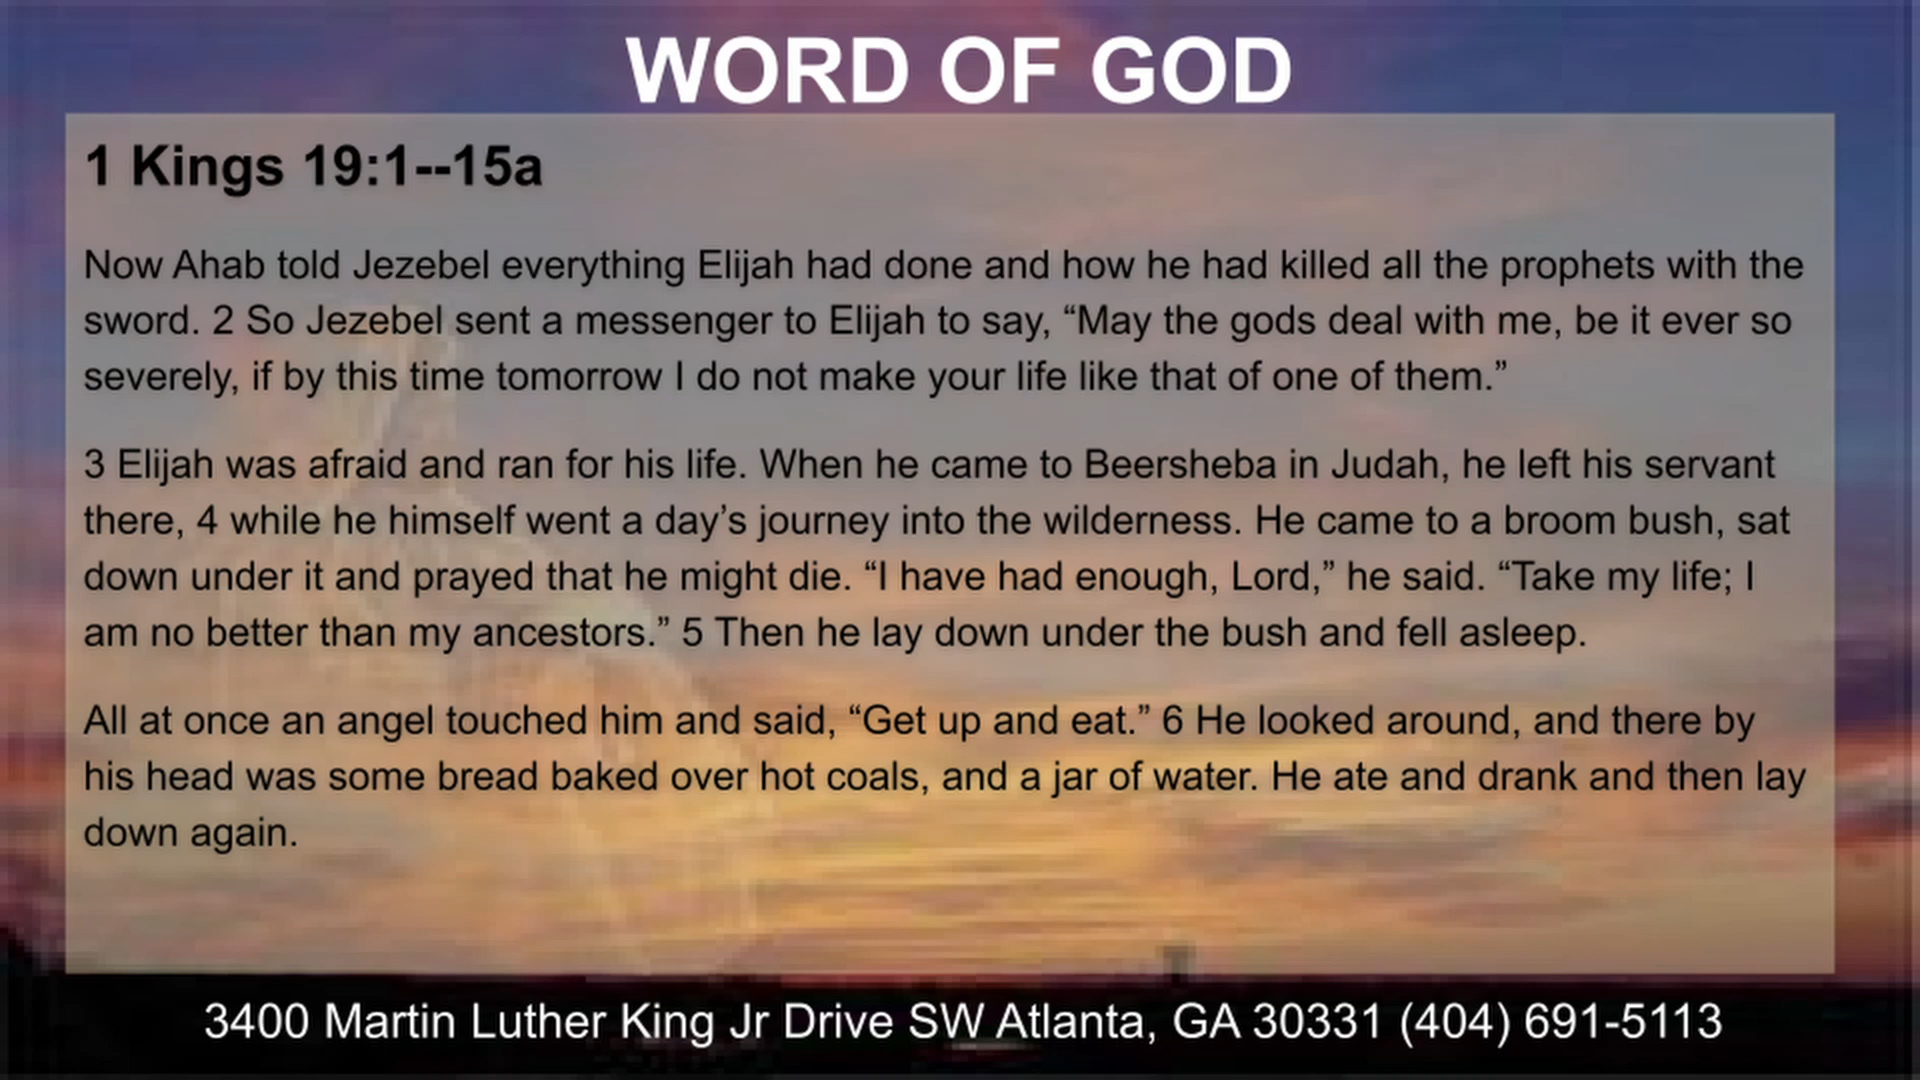 WORD OF GOD
1 Kings 19:1--15a
Now Ahab told Jezebel everything Elijah had done and how he had killed all the prophets with the
sword. 2 So Jezebel sent a messenger to Elijah to say, “May the gods deal with me, be it ever so
severely, if by this time tomorrow I do not make your life like that of one of them.”
3 Elijah was afraid and ran for his life. When he came to Beersheba in Judah, he left his servant
there, 4 while he himself went a day’s journey into the wilderness. He came to a broom bush, sat
down under it and prayed that he might die. “I have had enough, Lord,” he said. “Take my life; I
am no better than my ancestors.” 5 Then he lay down under the bush and fell asleep.
All at once an angel touched him and said, “Get up and eat.” 6 He looked around, and there by
his head was some bread baked over hot coals, and a jar of water. He ate and drank and then lay
down again.
3400 Martin Luther King Jr Drive SW Atlanta, GA 30331 (404) 691-5113